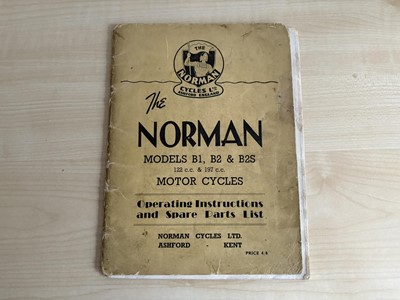 THE
NORMAN
CYCLES LTD
ASHFORD ENGLAND
The
NORMAN
MODELS B1, B2 & B2S
122 c.c. & 197 c.c.
MOTOR CYCLES
Operating Instructions
and Spare Parts List
NORMAN CYCLES LTD.
ASHFORD - KENT